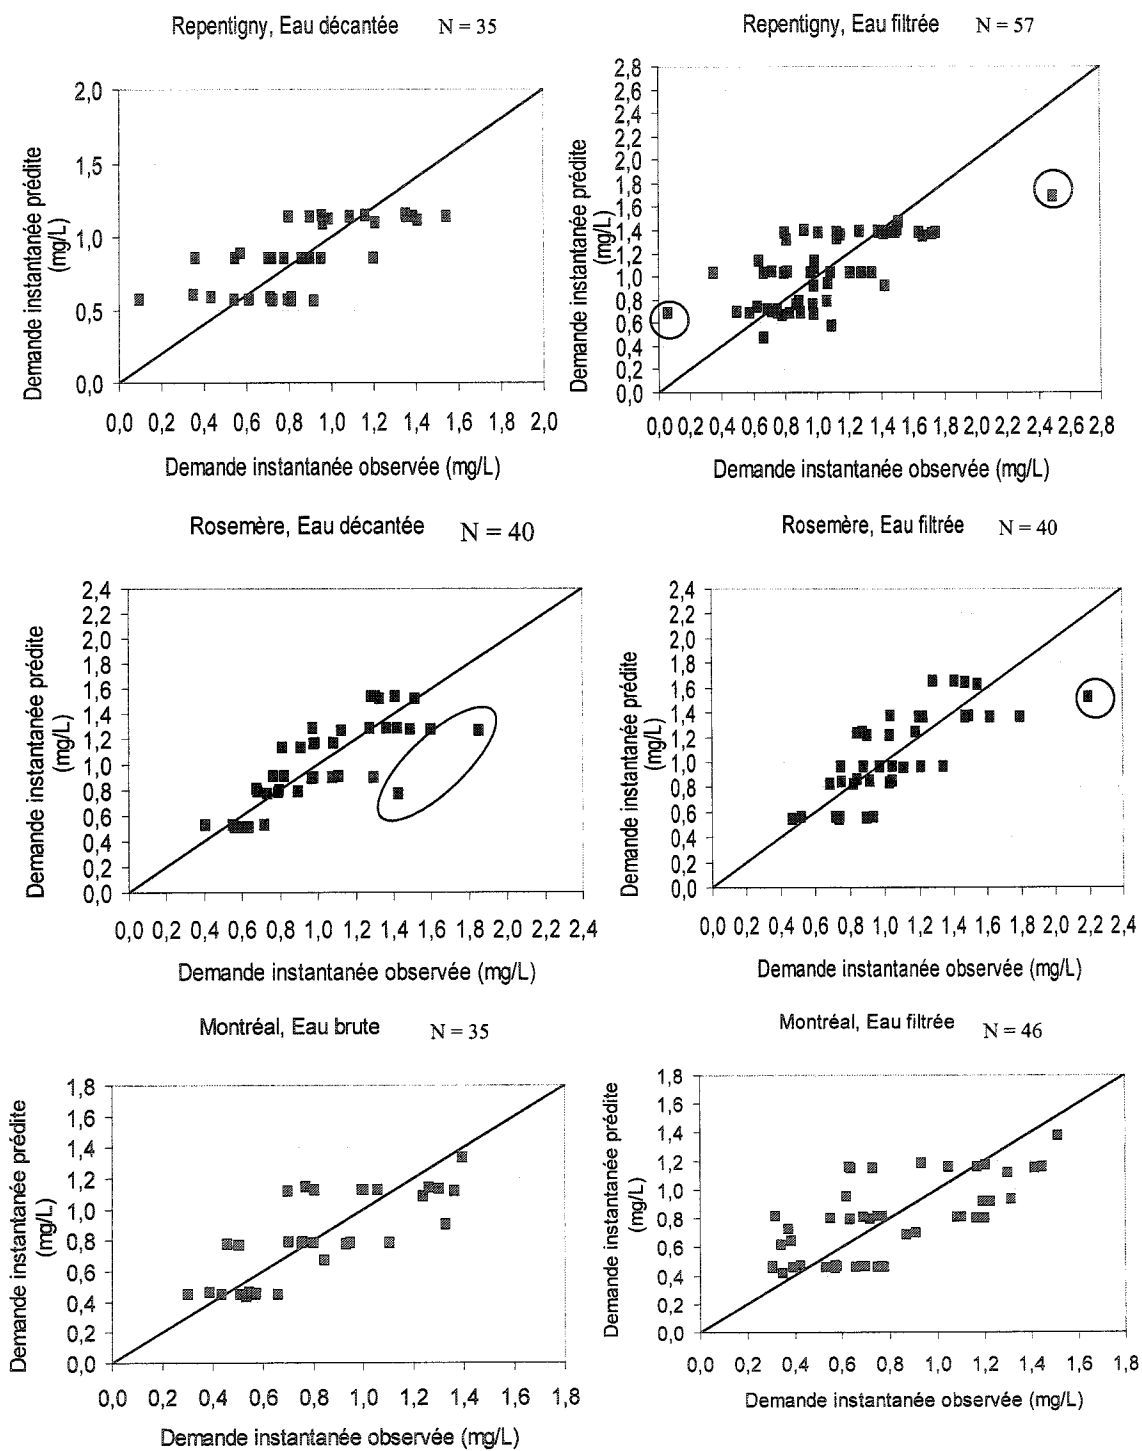 Repentigny, Eau décantée N = 35
Demande instantanée prédite
(mg/L)
2,0
1,5
1,0
0,5
0,0
0,0 0,2 0,4 0,6 0,8 1,0 1,2 1,4 1,6 1,8 2,0
Demande instantanée observée (mg/L)
Repentigny, Eau filtrée N = 57
Demande instantanée prédite
(mg/L)
2,8
2,6
2,4
2,2
2,0
1,8
1,6
1,4
1,2
1,0
0,8
0,6
0,4
0,2
0,0
0,0 0,2 0,4 0,6 0,8 1,0 1,2 1,4 1,6 1,8 2,0 2,2 2,4 2,6 2,8
Demande instantanée observée (mg/L)
Rosemère, Eau décantée N = 40
Demande instantanée prédite
(mg/L)
2,4
2,2
2,0
1,8
1,6
1,4
1,2
1,0
0,8
0,6
0,4
0,2
0,0
0,0 0,2 0,4 0,6 0,8 1,0 1,2 1,4 1,6 1,8 2,0 2,2 2,4
Demande instantanée observée (mg/L)
Rosemère, Eau filtrée N = 40
Demande instantanée prédite
(mg/L)
2,4
2,2
2,0
1,8
1,6
1,4
1,2
1,0
0,8
0,6
0,4
0,2
0,0
0,0 0,2 0,4 0,6 0,8 1,0 1,2 1,4 1,6 1,8 2,0 2,2 2,4
Demande instantanée observée (mg/L)
Montréal, Eau brute N = 35
Demande instantanée prédite
(mg/L)
1,8
1,6
1,4
1,2
1,0
0,8
0,6
0,4
0,2
0,0
0,0 0,2 0,4 0,6 0,8 1,0 1,2 1,4 1,6 1,8
Demande instantanée observée (mg/L)
Montréal, Eau filtrée N = 46
Demande instantanée prédite
(mg/L)
1,8
1,6
1,4
1,2
1,0
0,8
0,6
0,4
0,2
0,0
0,0 0,2 0,4 0,6 0,8 1,0 1,2 1,4 1,6 1,8
Demande instantanée observée (mg/L)